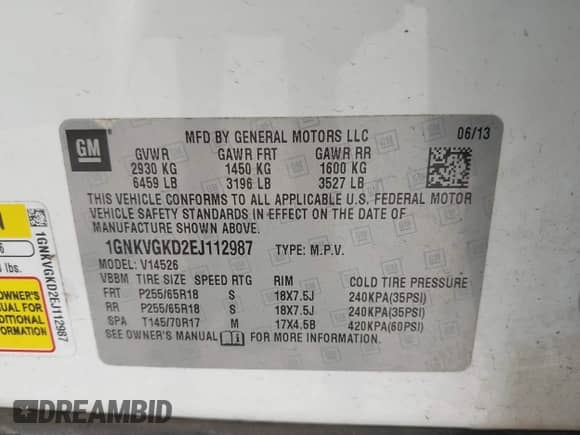 GM
MFD BY GENERAL MOTORS LLC
06/13
GVWR GAWR FRT GAWR RR
2930 KG 1450 KG 1600 KG
6459 LB 3196 LB 3527 LB
THIS VEHICLE CONFORMS TO ALL APPLICABLE U.S. FEDERAL MOTOR
VEHICLE SAFETY STANDARDS IN EFFECT ON THE DATE OF
MANUFACTURE SHOWN ABOVE.
1GNKVGKD2EJ112987 TYPE: M.P.V.
MODEL: V14526
VBBM TIRE SIZE SPEED RTG RIM COLD TIRE PRESSURE
FRT P255/65R18 S 18X7.5J 240KPA(35PSI)
RR P255/65R18 S 18X7.5J 240KPA(35PSI)
SPA T145/70R17 M 17X4.5B 420KPA(60PSI)
SEE OWNER'S MANUAL FOR MORE INFORMATION.
1GNKVGKD2EJ112987
lbs.
OWNER'S
MANUAL FOR
ADDITIONAL
INFORMATION
DREAMBID